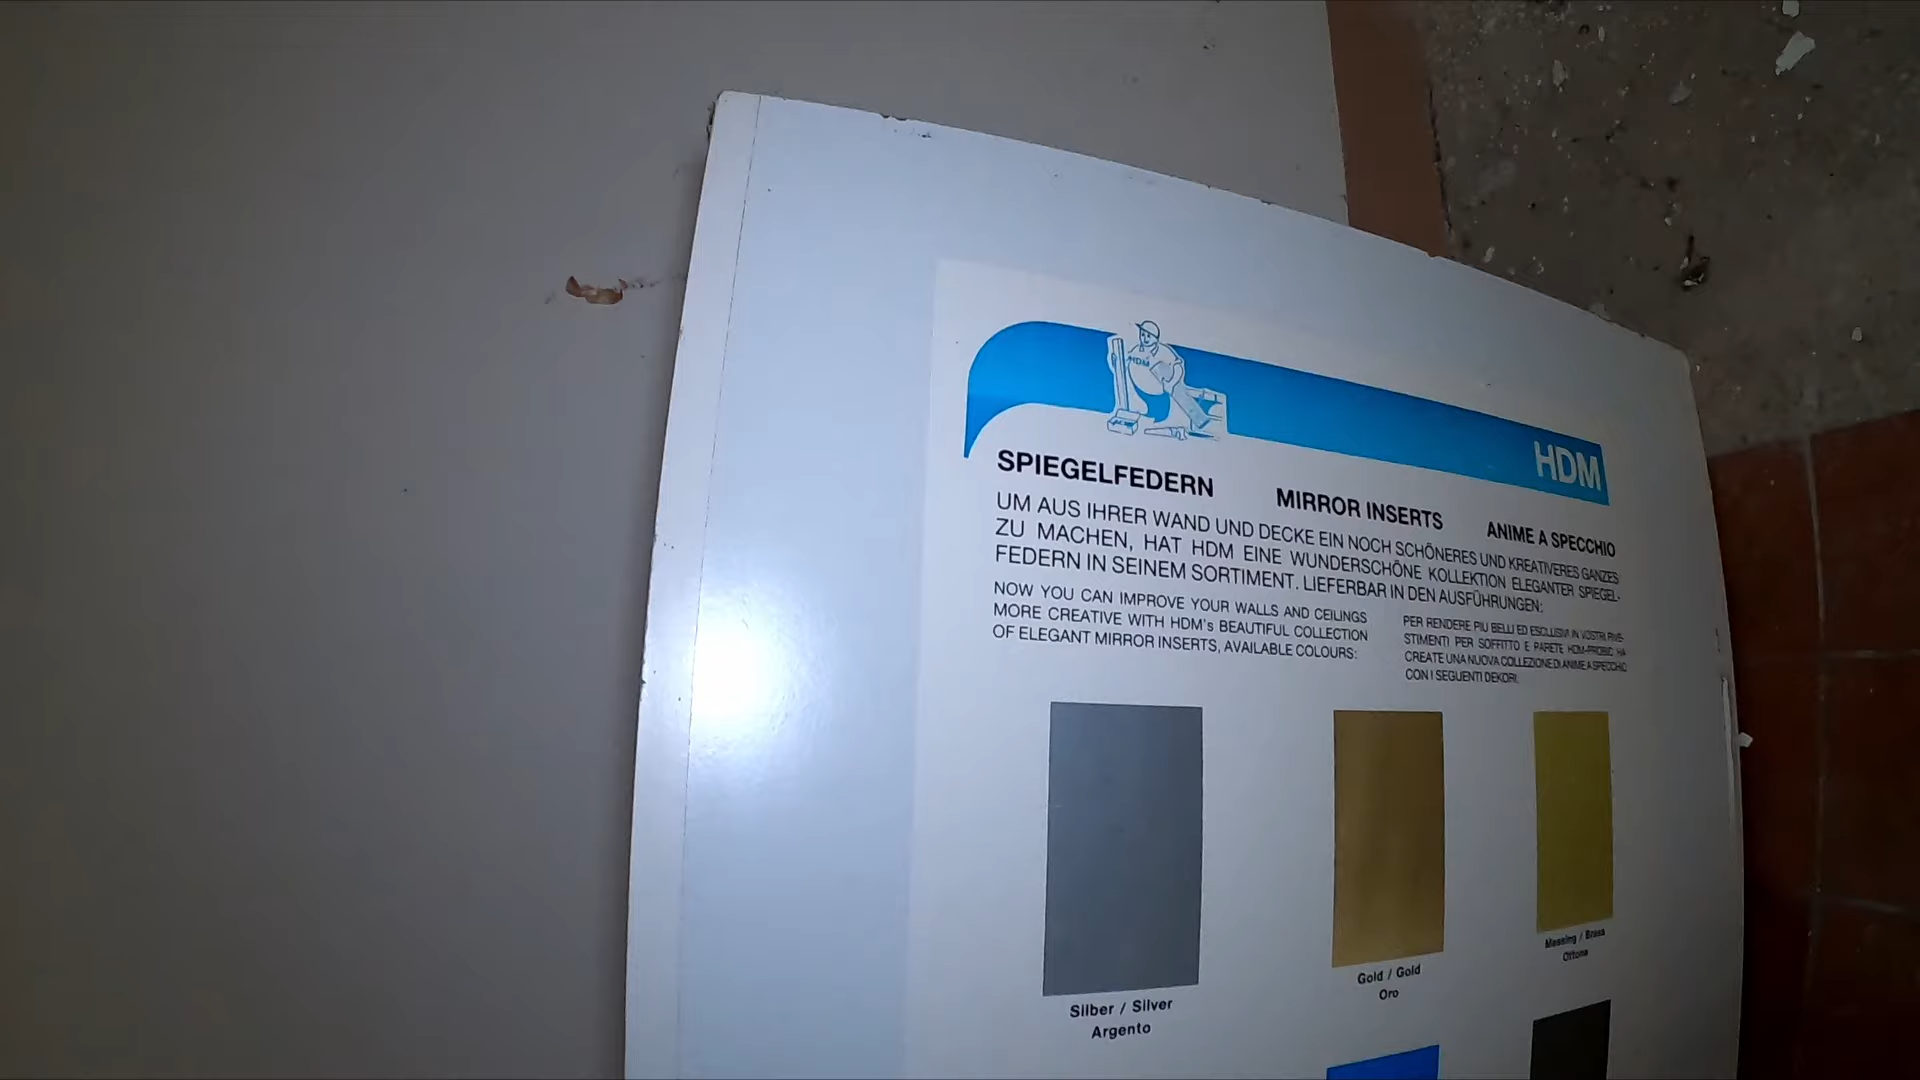 HDM
HDM
SPIEGELFEDERN MIRROR INSERTS ANIME A SPECCHIO
UM AUS IHRER WAND UND DECKE EIN NOCH SCHÖNERES UND KREATIVERES GANZES
ZU MACHEN, HAT HDM EINE WUNDERSCHÖNE KOLLEKTION ELEGANTER SPIEGEL-
FEDERN IN SEINEM SORTIMENT. LIEFERBAR IN DEN AUSFÜHRUNGEN:
NOW YOU CAN IMPROVE YOUR WALLS AND CEILINGS
MORE CREATIVE WITH HDM's BEAUTIFUL COLLECTION
OF ELEGANT MIRROR INSERTS, AVAILABLE COLOURS:
PER RENDERE PIU BELLI ED ESCLUSIVI IN VOSTRI RIVE-
STIMENTI PER SOFFITTO E PARETE HDM-PROBIC HA
CREATE UNA NUOVA COLLEZIONE DI ANIME A SPECCHIO
CON I SEGUENTI DEKORI.
Silber / Silver
Argento
Gold / Gold
Oro
Messing / Brass
Ottone